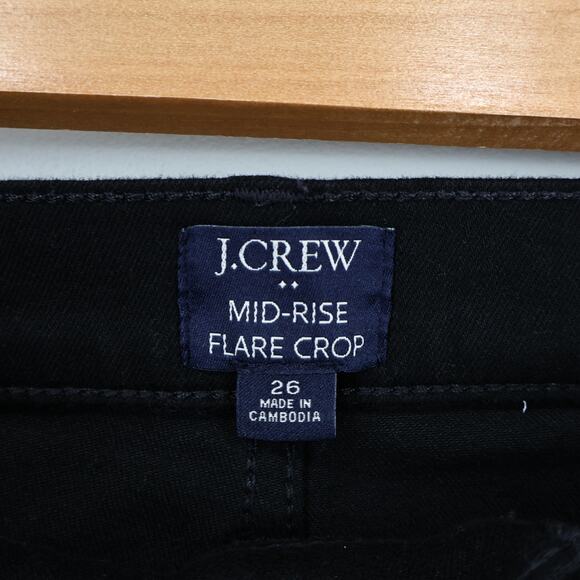 J.CREW
MID-RISE
FLARE CROP
26
MADE IN
CAMBODIA